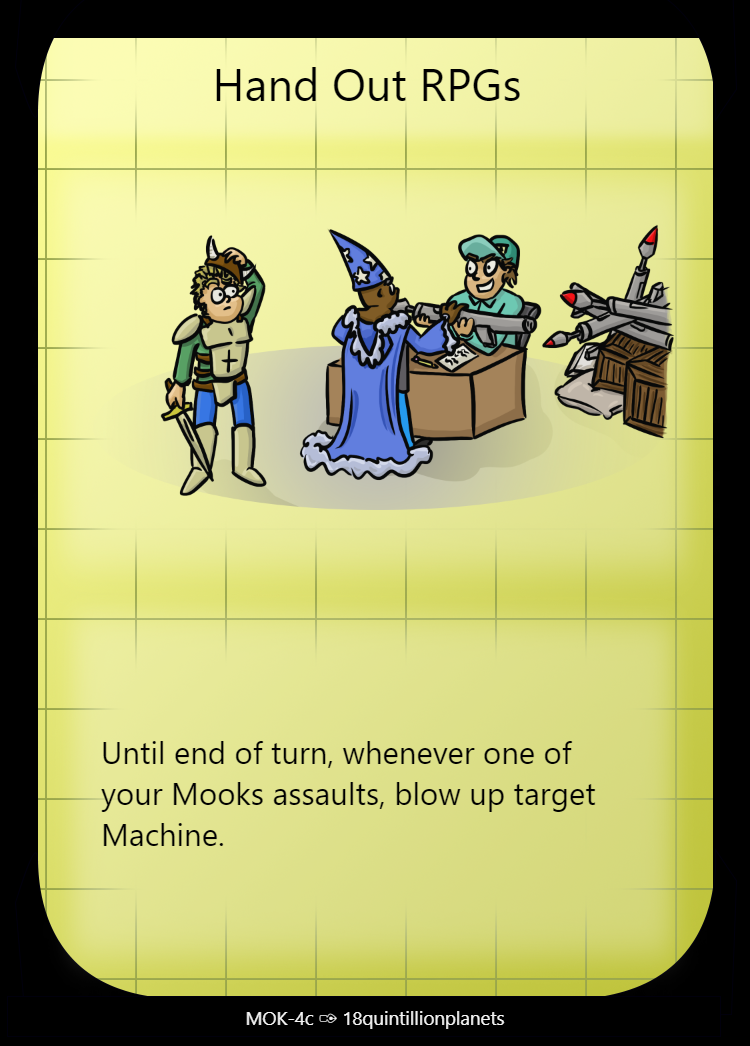 Hand Out RPGs
Until end of turn, whenever one of
your Mooks assaults, blow up target
Machine.
MOK-4c ✑ 18quintillionplanets